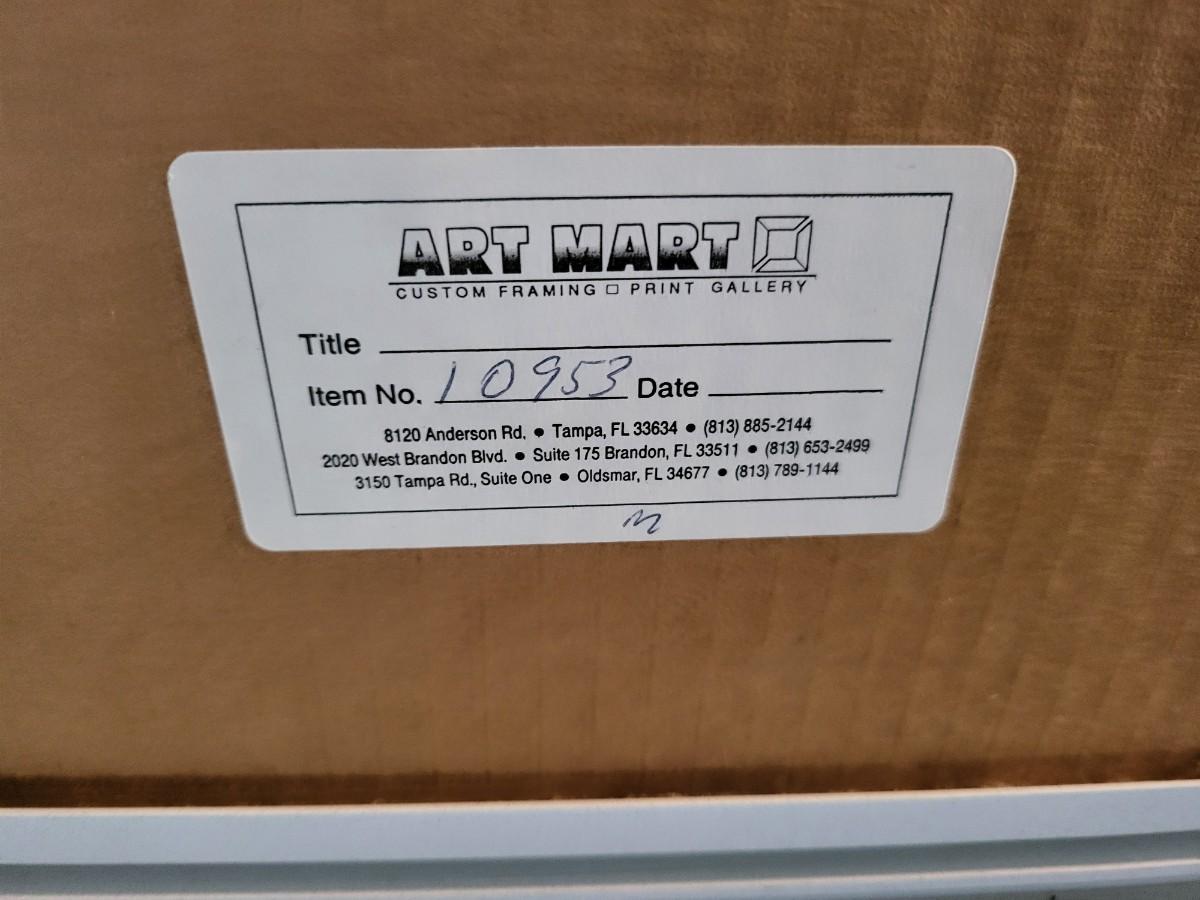 ART MART
CUSTOM FRAMING □ PRINT GALLERY
Title
Item No. 10953 Date
8120 Anderson Rd. ● Tampa, FL 33634 ● (813) 885-2144
2020 West Brandon Blvd. ● Suite 175 Brandon, FL 33511 ● (813) 653-2499
3150 Tampa Rd., Suite One ● Oldsmar, FL 34677 ● (813) 789-1144